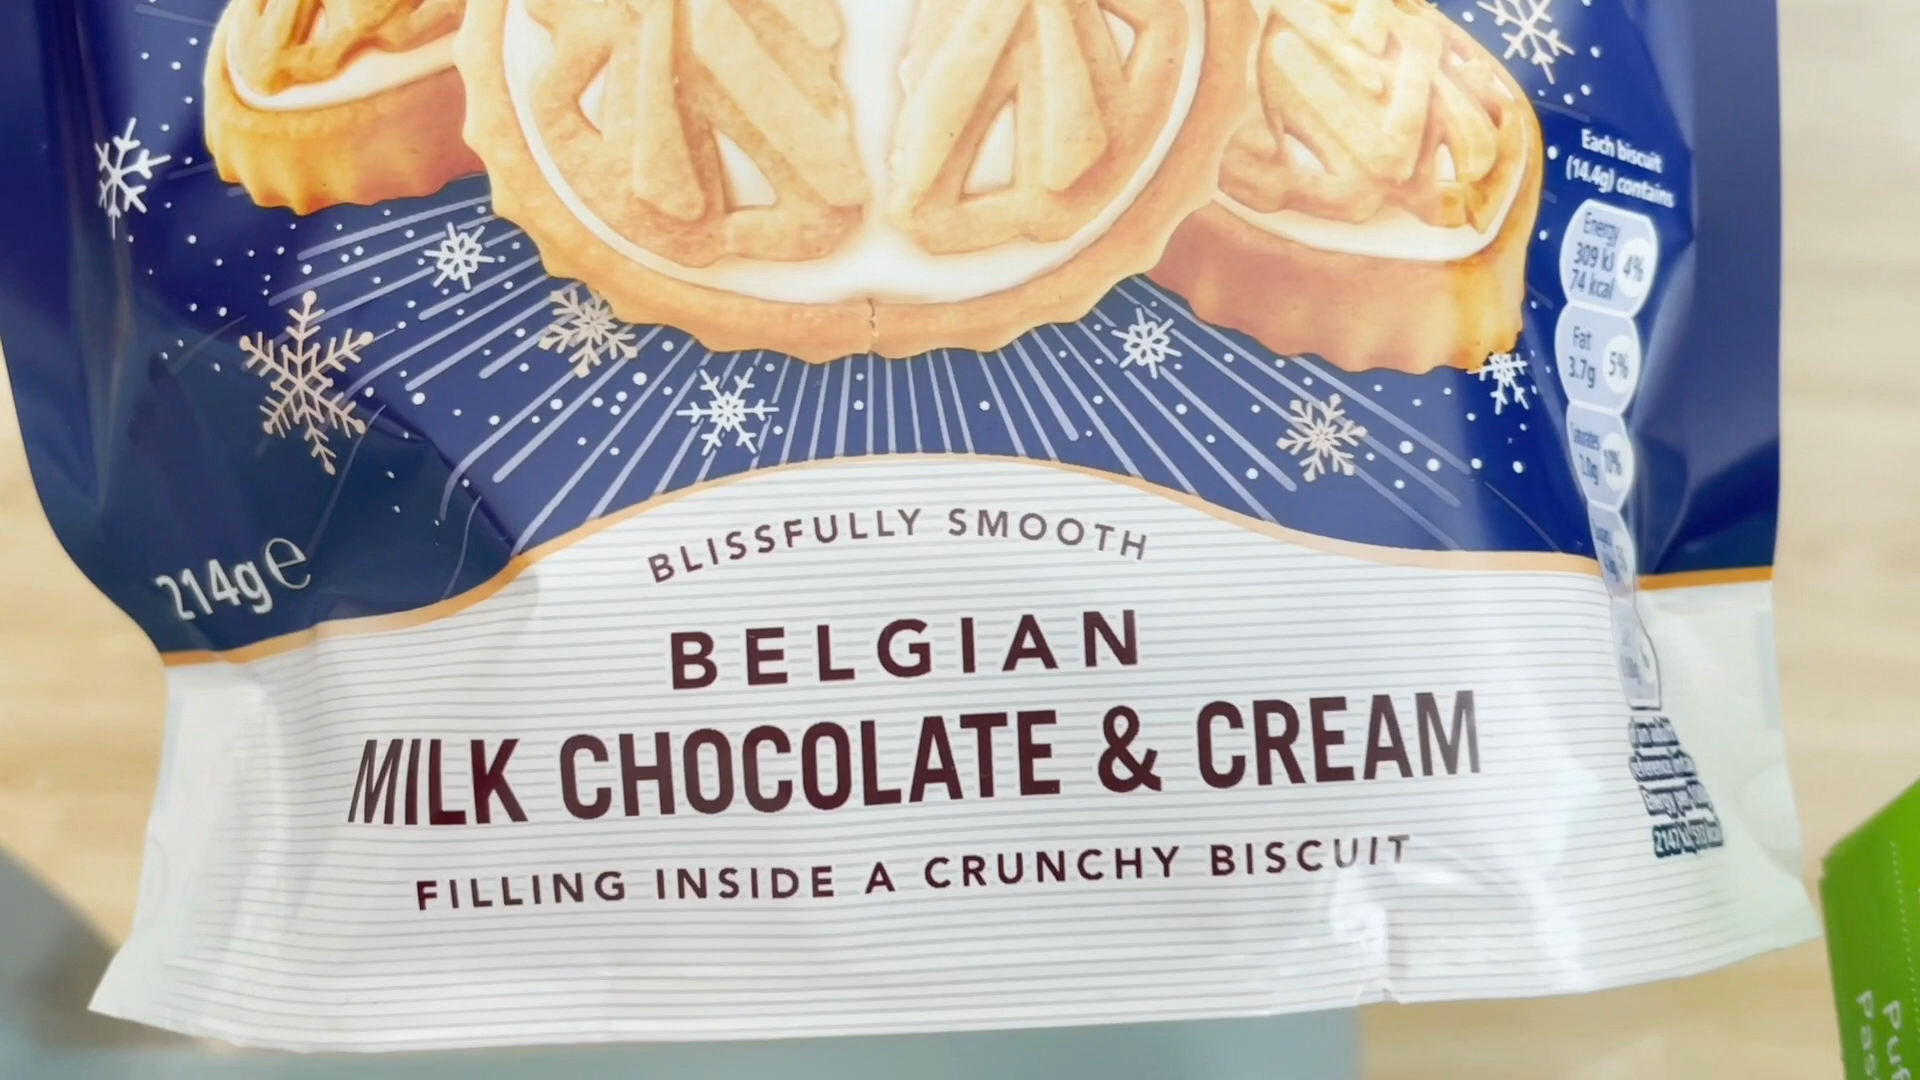 Each biscuit
(14.4g) contains
Energy
309 kJ
74 kcal
4%
Fat
3.7g
5%
10%
214g e
BLISSFULLY SMOOTH
BELGIAN
MILK CHOCOLATE & CREAM
FILLING INSIDE A CRUNCHY BISCUIT